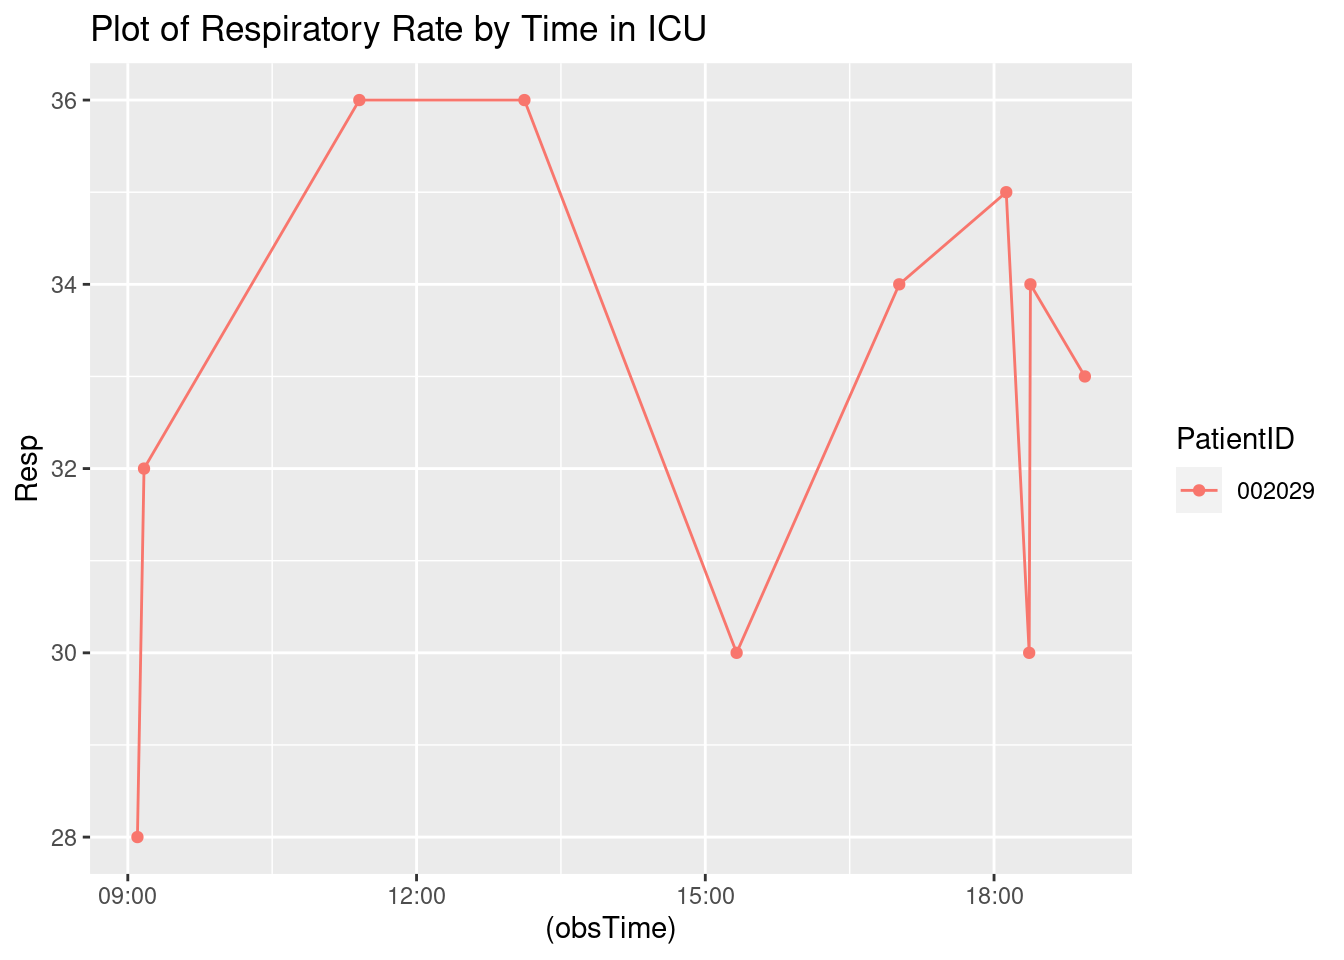 Plot of Respiratory Rate by Time in ICU
36
34
32
30
28
Resp
09:00 12:00 15:00 18:00
(obsTime)
PatientID
002029